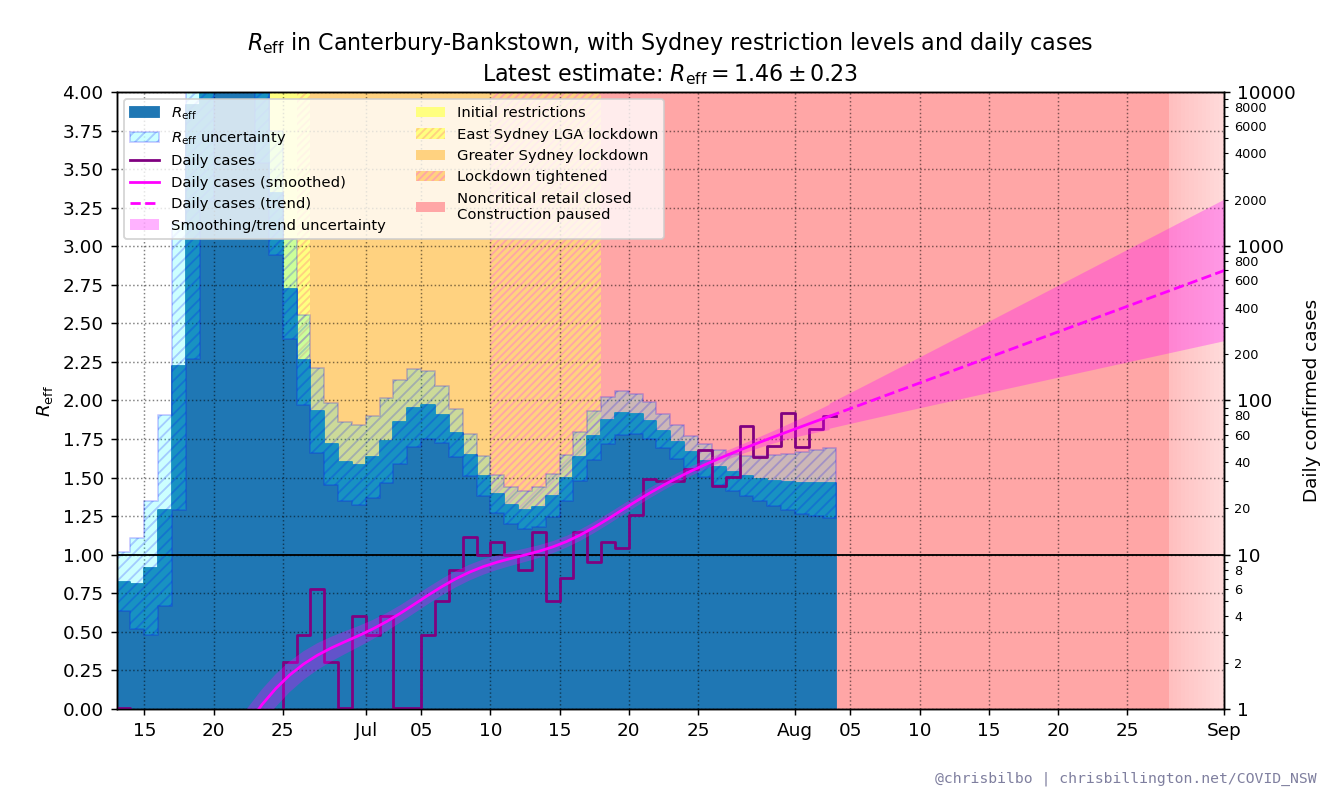 Reff in Canterbury-Bankstown, with Sydney restriction levels and daily cases
Latest estimate: Reff = 1.46 ± 0.23
4.00
3.75
3.50
3.25
3.00
2.75
2.50
2.25
2.00
1.75
1.50
1.25
1.00
0.75
0.50
0.25
0.00
Reff
Reff
Reff uncertainty
Daily cases
Daily cases (smoothed)
Daily cases (trend)
Smoothing/trend uncertainty
Initial restrictions
East Sydney LGA lockdown
Greater Sydney lockdown
Lockdown tightened
Noncritical retail closed
Construction paused
10000
8000
6000
4000
2000
1000
800
600
400
200
100
80
60
40
20
10
8
6
4
2
1
Daily confirmed cases
15 20 25 Jul 05 10 15 20 25 Aug 05 10 15 20 25 Sep
@chrisbilbo | chrisbillington.net/COVID_NSW